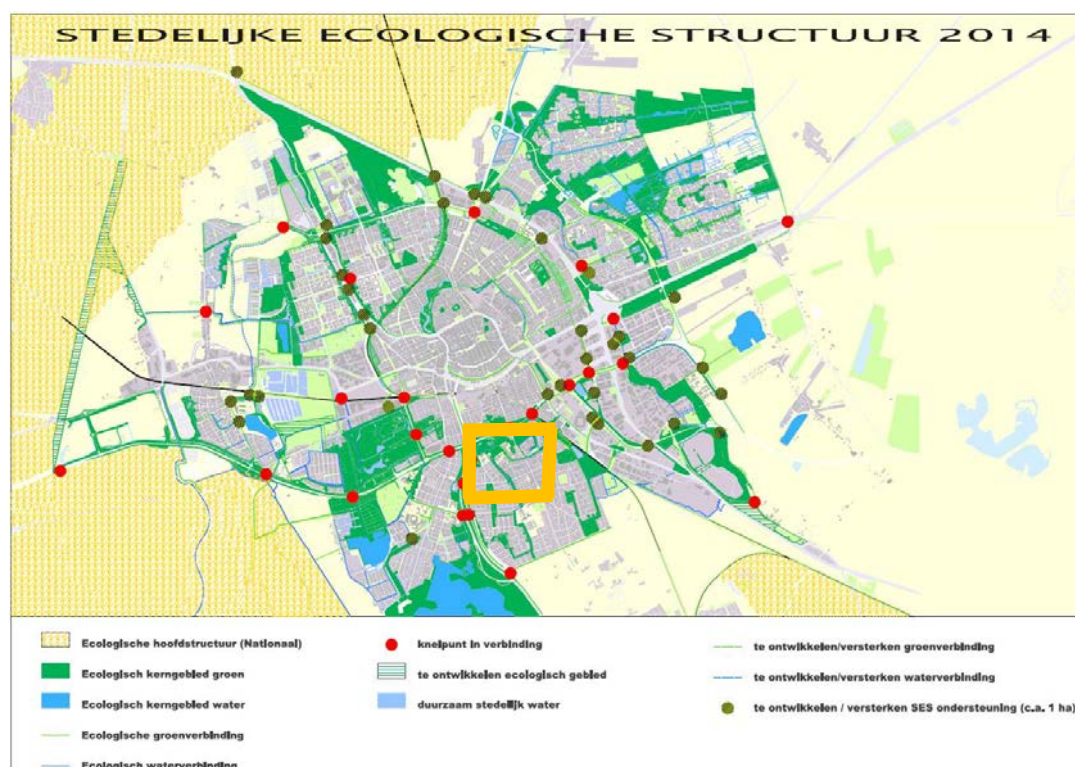 STEDELIJKE ECOLOGISCHE STRUCTUUR 2014
Ecologische hoofdstructuur (Nationaal)
Ecologisch kerngebied groen
Ecologisch kerngebied water
Ecologische groenverbinding
Ecologisch waterverbinding
knelpunt in verbinding
te ontwikkelen ecologisch gebied
duurzaam stedelijk water
te ontwikkelen/versterken groenverbinding
te ontwikkelen/versterken waterverbinding
te ontwikkelen / versterken SES ondersteuning (c.a. 1 ha)